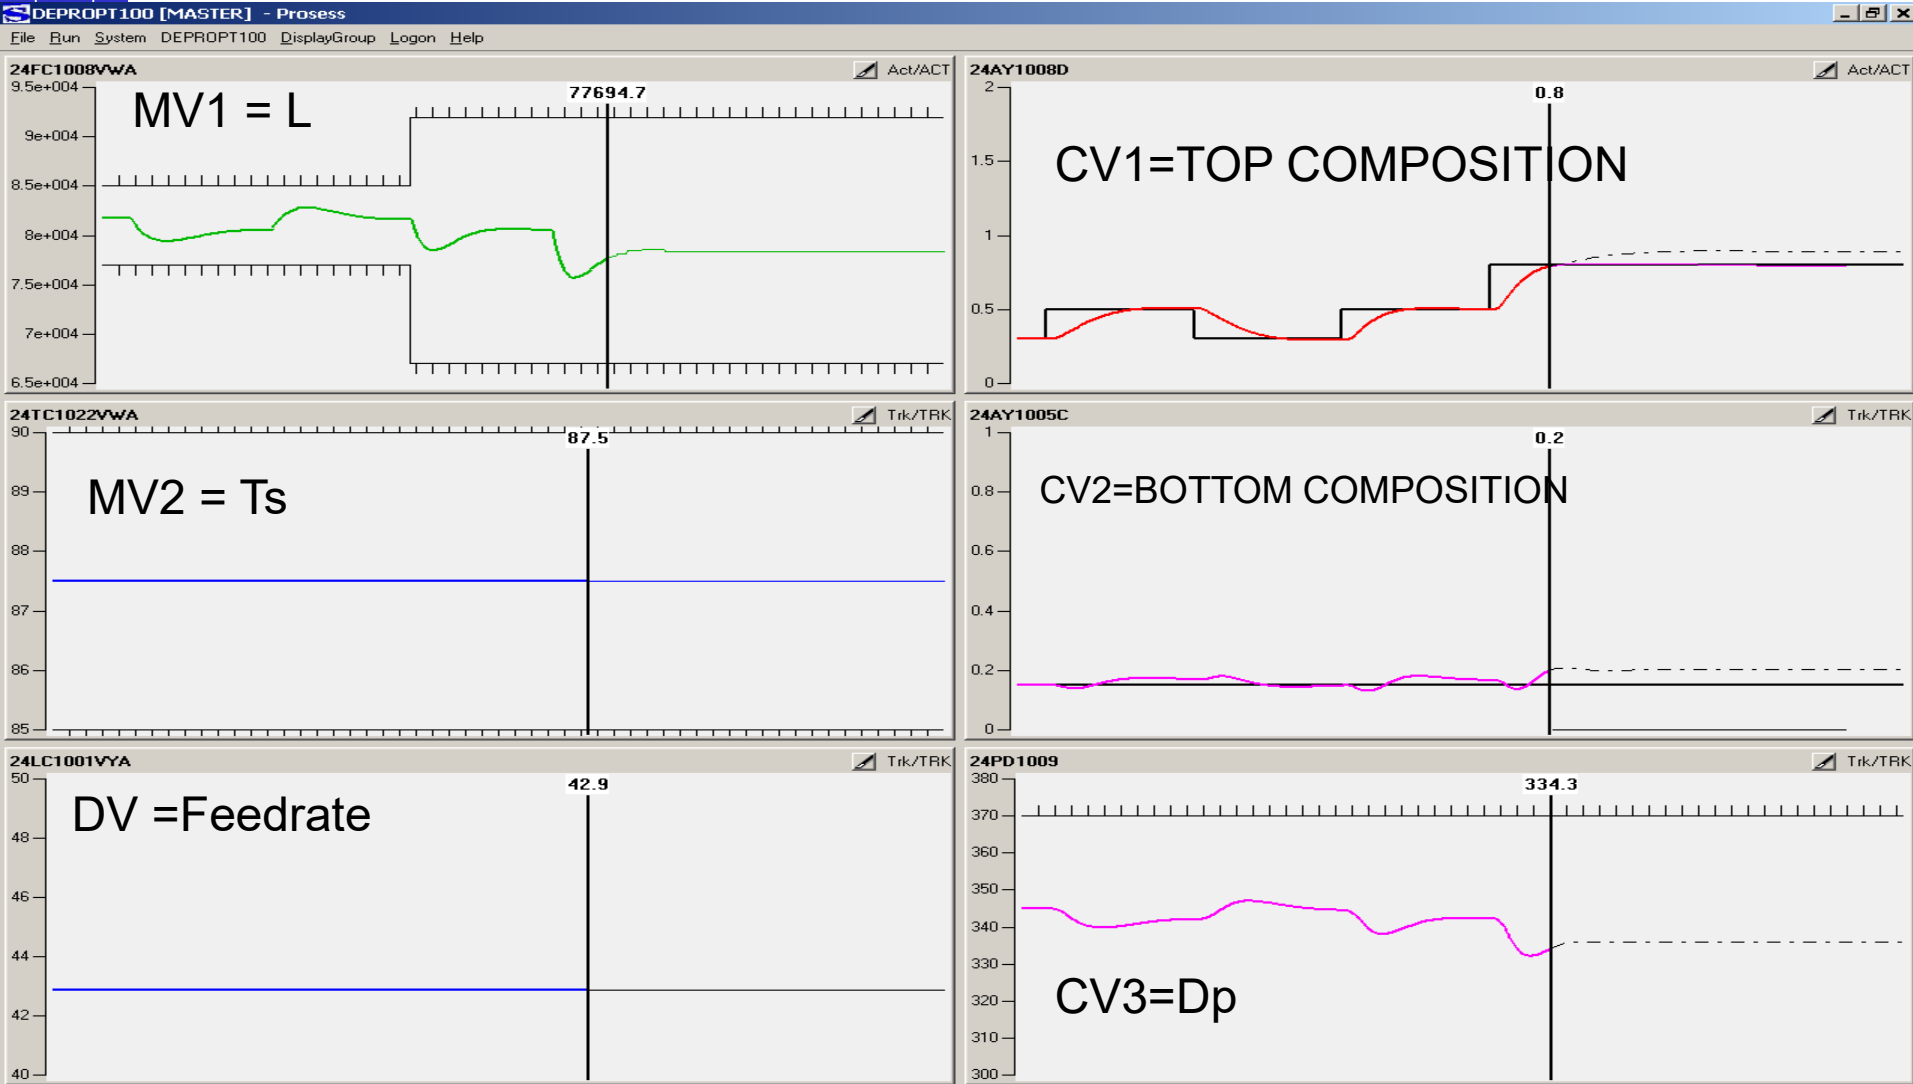 DEPROPT100 [MASTER] - Prosess
File Run System DEPROPT100 DisplayGroup Logon Help
24FC1008VWA Act/ACT
77694.7
MV1 = L
9.5e+004
9e+004
8.5e+004
8e+004
7.5e+004
7e+004
6.5e+004
24AY1008D Act/ACT
0.8
CV1=TOP COMPOSITION
2
1.5
1
0.5
0
24TC1022VWA Trk/TRK
87.5
MV2 = Ts
90
89
88
87
86
85
24AY1005C Trk/TRK
0.2
CV2=BOTTOM COMPOSITION
1
0.8
0.6
0.4
0.2
0
24LC1001VYA Trk/TRK
42.9
DV =Feedrate
50
48
46
44
42
40
24PD1009 Trk/TRK
334.3
CV3=Dp
380
370
360
350
340
330
320
310
300